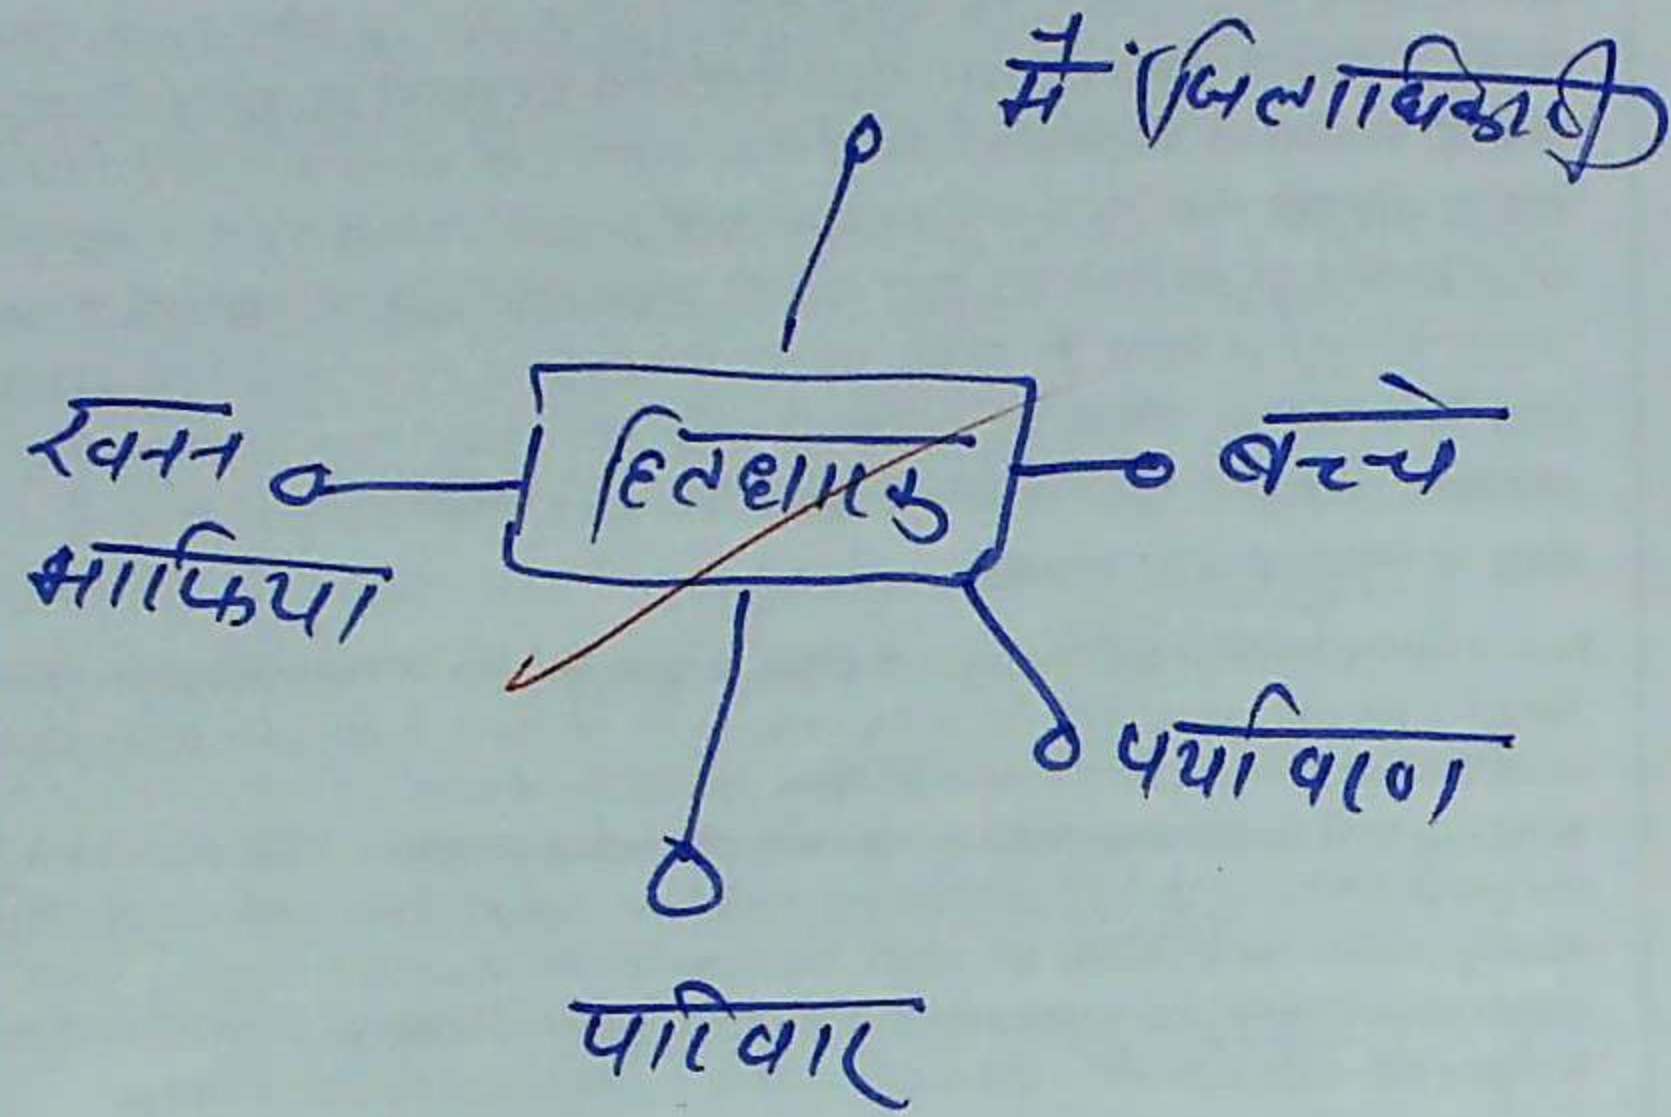 मैं (जिलाधिकारी)
खनन
माफिया
हितधारक
बच्चे
पर्यावरण
परिवार